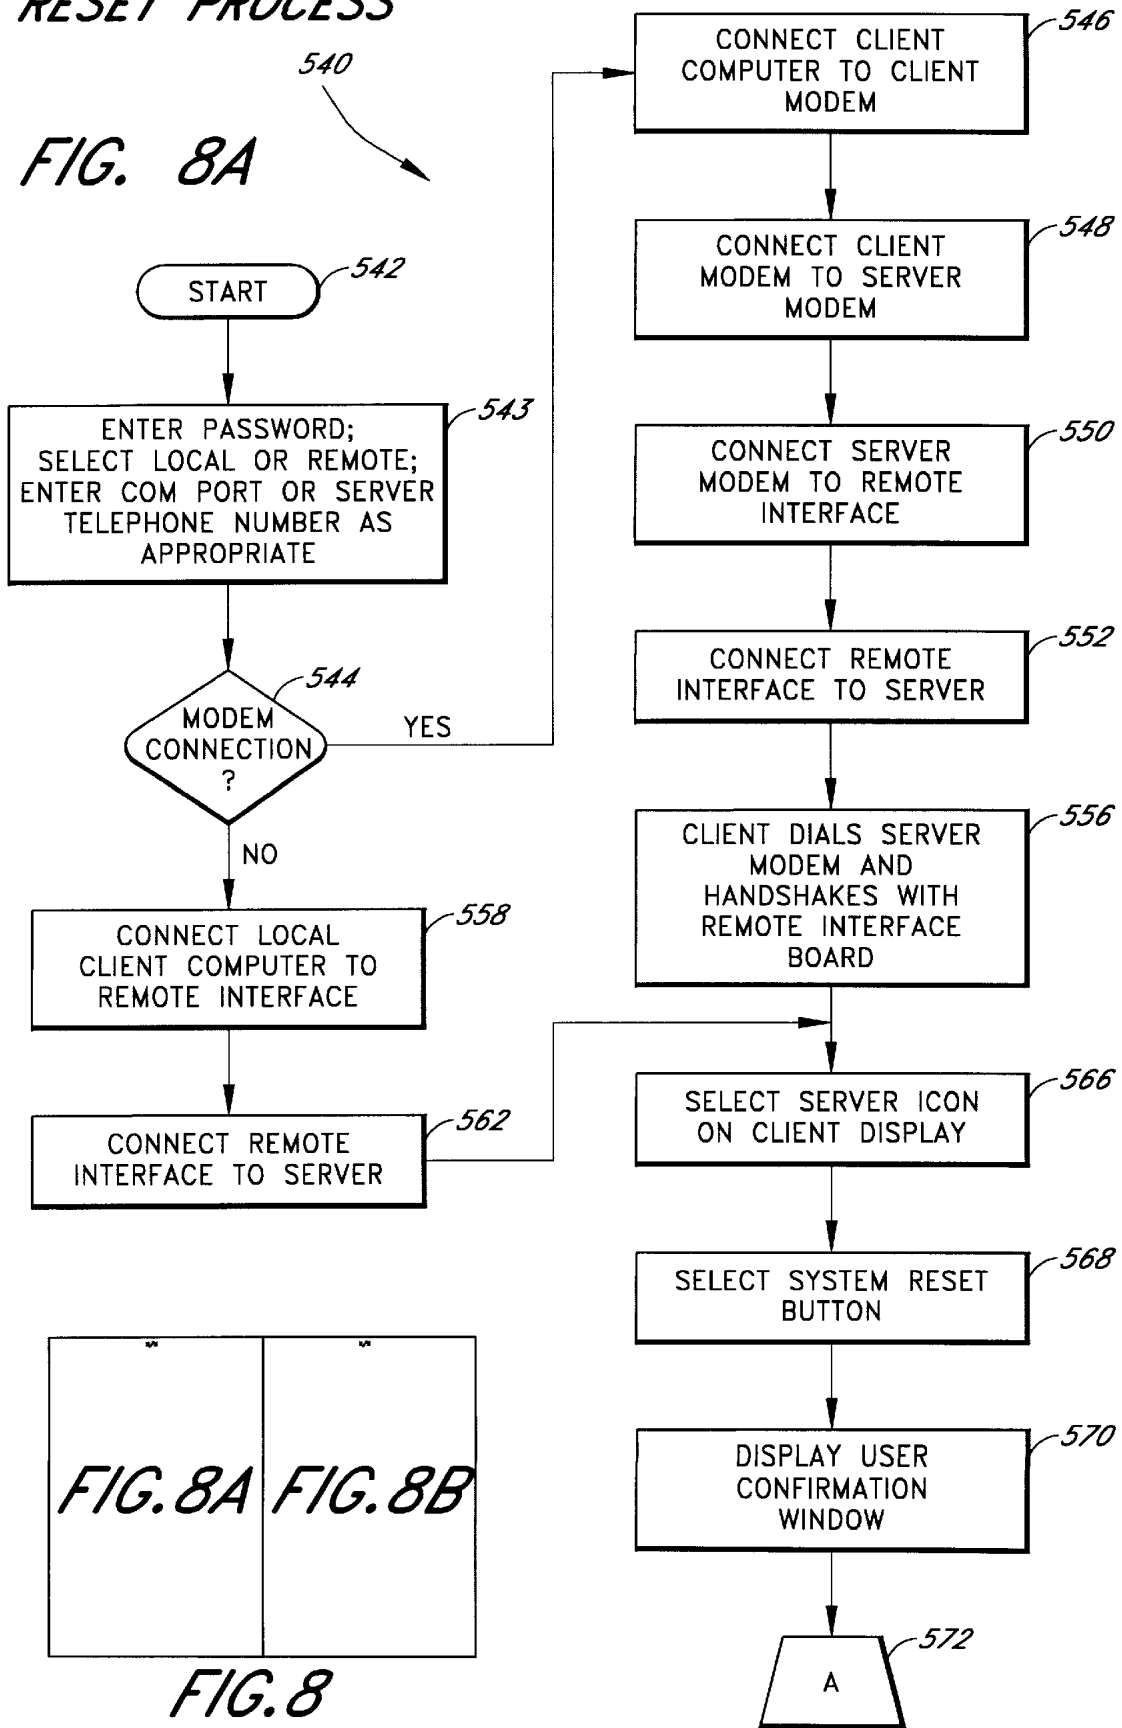 RESET PROCESS
540
FIG. 8A
START
542
ENTER PASSWORD;
SELECT LOCAL OR REMOTE;
ENTER COM PORT OR SERVER
TELEPHONE NUMBER AS
APPROPRIATE
543
MODEM
CONNECTION
?
544
YES
NO
CONNECT LOCAL
CLIENT COMPUTER TO
REMOTE INTERFACE
558
CONNECT REMOTE
INTERFACE TO SERVER
562
CONNECT CLIENT
COMPUTER TO CLIENT
MODEM
546
CONNECT CLIENT
MODEM TO SERVER
MODEM
548
CONNECT SERVER
MODEM TO REMOTE
INTERFACE
550
CONNECT REMOTE
INTERFACE TO SERVER
552
CLIENT DIALS SERVER
MODEM AND
HANDSHAKES WITH
REMOTE INTERFACE
BOARD
556
SELECT SERVER ICON
ON CLIENT DISPLAY
566
SELECT SYSTEM RESET
BUTTON
568
DISPLAY USER
CONFIRMATION
WINDOW
570
A
572
FIG.8A
FIG.8B
FIG.8